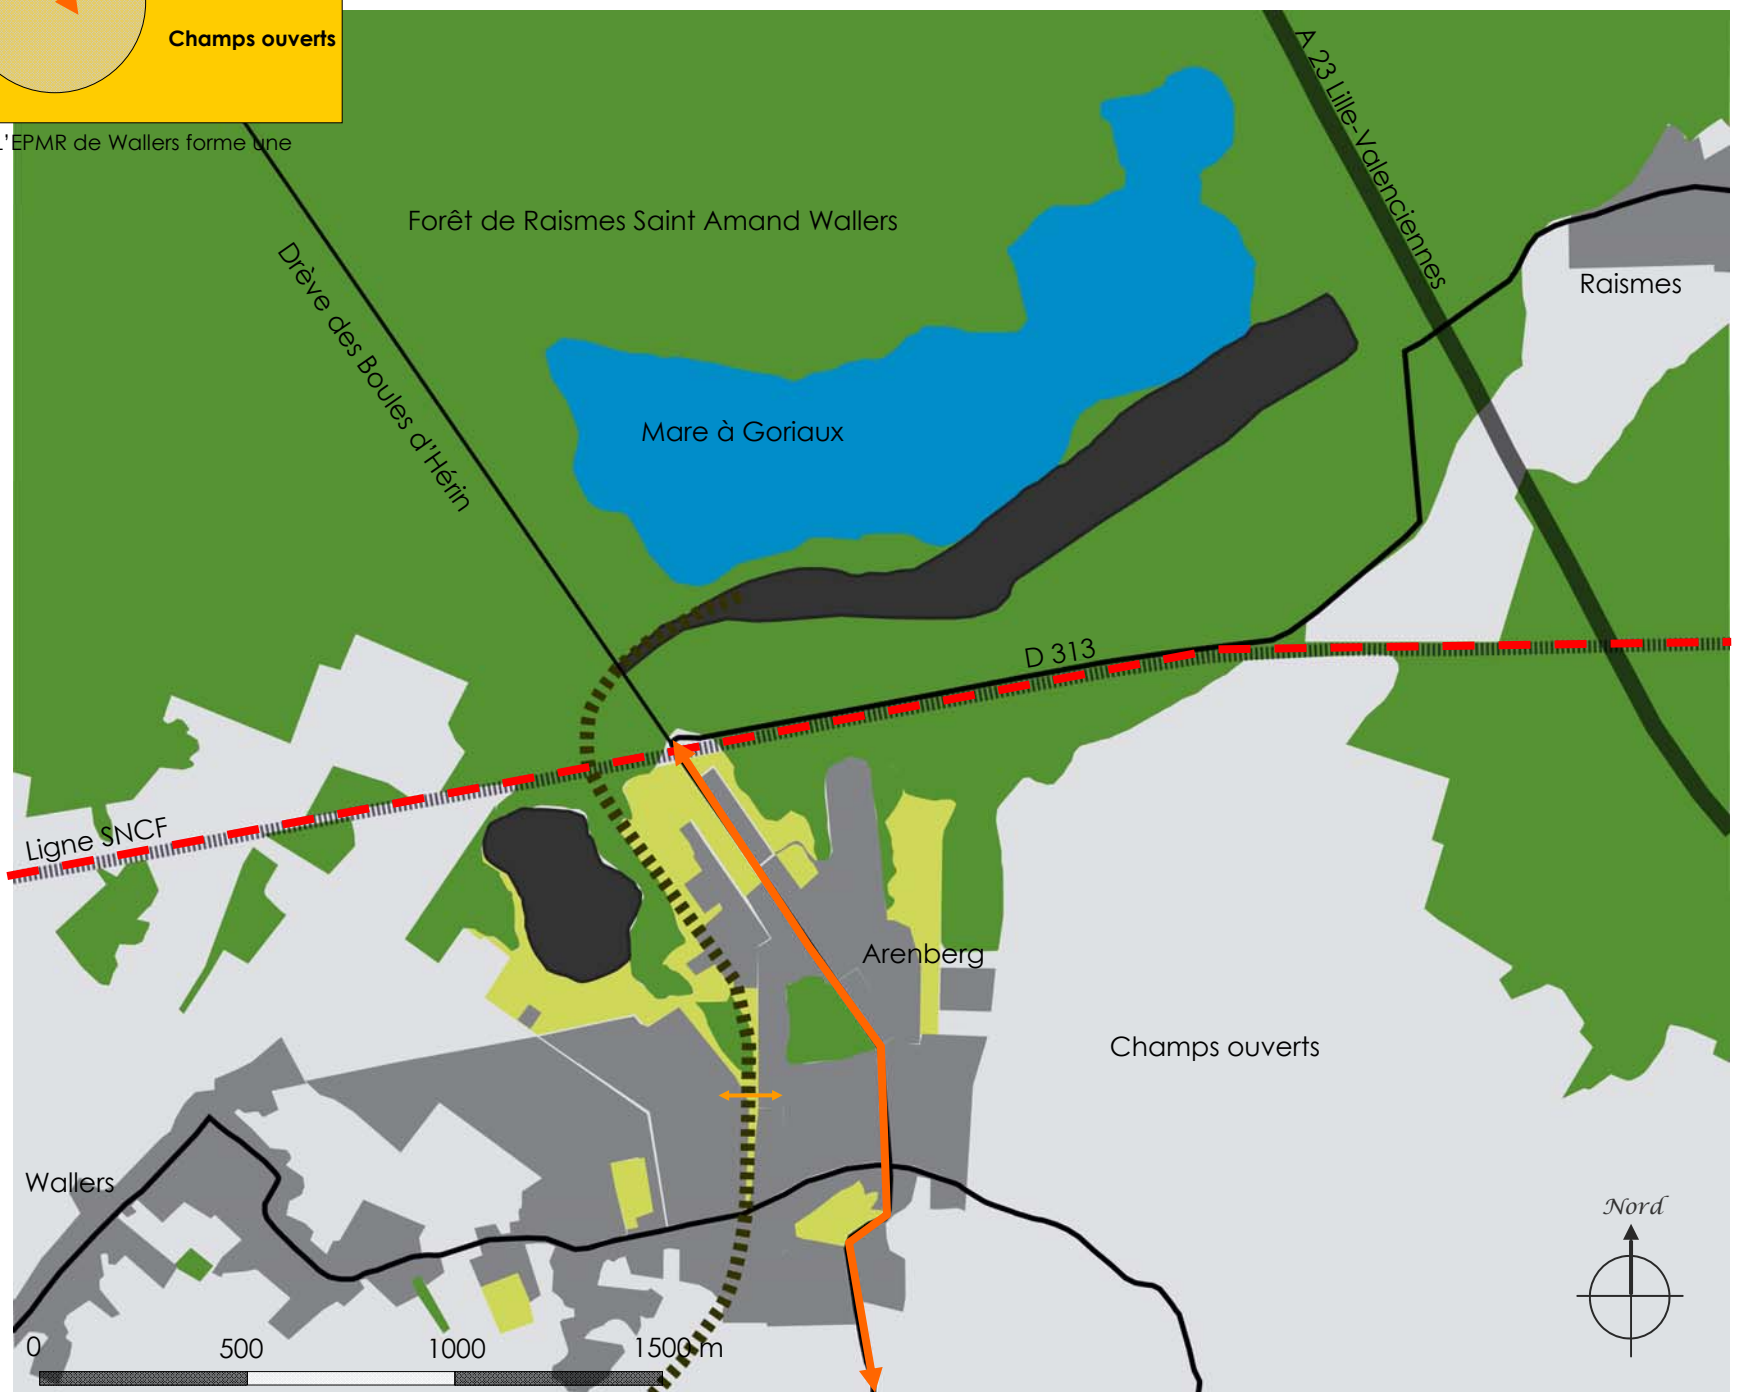 Champs ouverts
L'EPMR de Wallers forme une
A 23 Lille-Valenciennes
Forêt de Raismes Saint Amand Wallers
Raismes
Drève des Boules d'Hérin
Mare à Goriaux
D 313
Ligne SNCF
Arenberg
Champs ouverts
Wallers
Nord
0 500 1000 1500 m